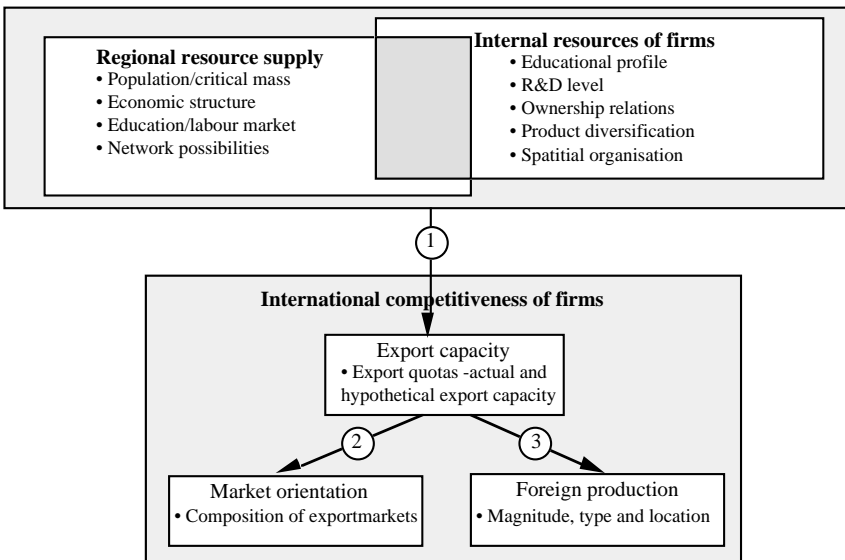 Regional resource supply
• Population/critical mass
• Economic structure
• Education/labour market
• Network possibilities
Internal resources of firms
• Educational profile
• R&D level
• Ownership relations
• Product diversification
• Spatitial organisation
1
International competitiveness of firms
Export capacity
• Export quotas -actual and
hypothetical export capacity
2
3
Market orientation
• Composition of exportmarkets
Foreign production
• Magnitude, type and location